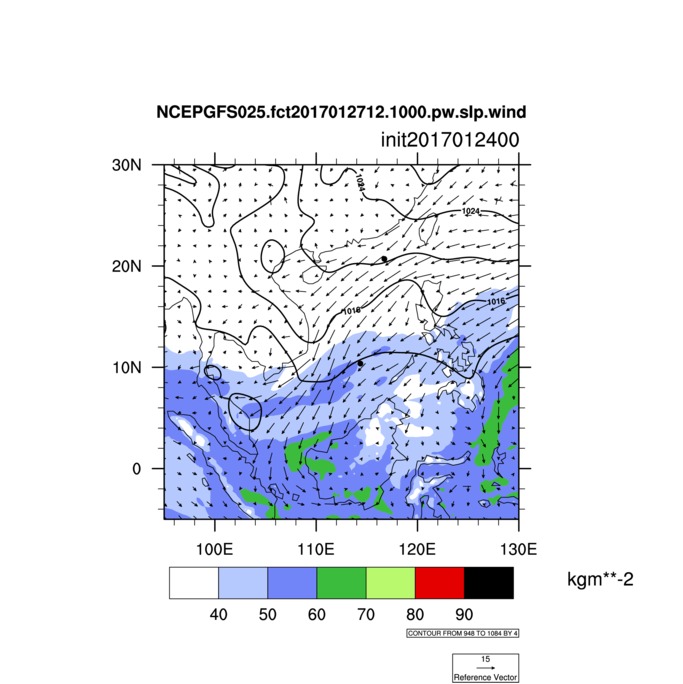 NCEPGFS025.fct2017012712.1000.pw.slp.wind
init2017012400
30N
1024
1024
20N
1016
1016
10N
0
100E 110E 120E 130E
kgm**-2
40 50 60 70 80 90
CONTOUR FROM 948 TO 1084 BY 4
15
Reference Vector